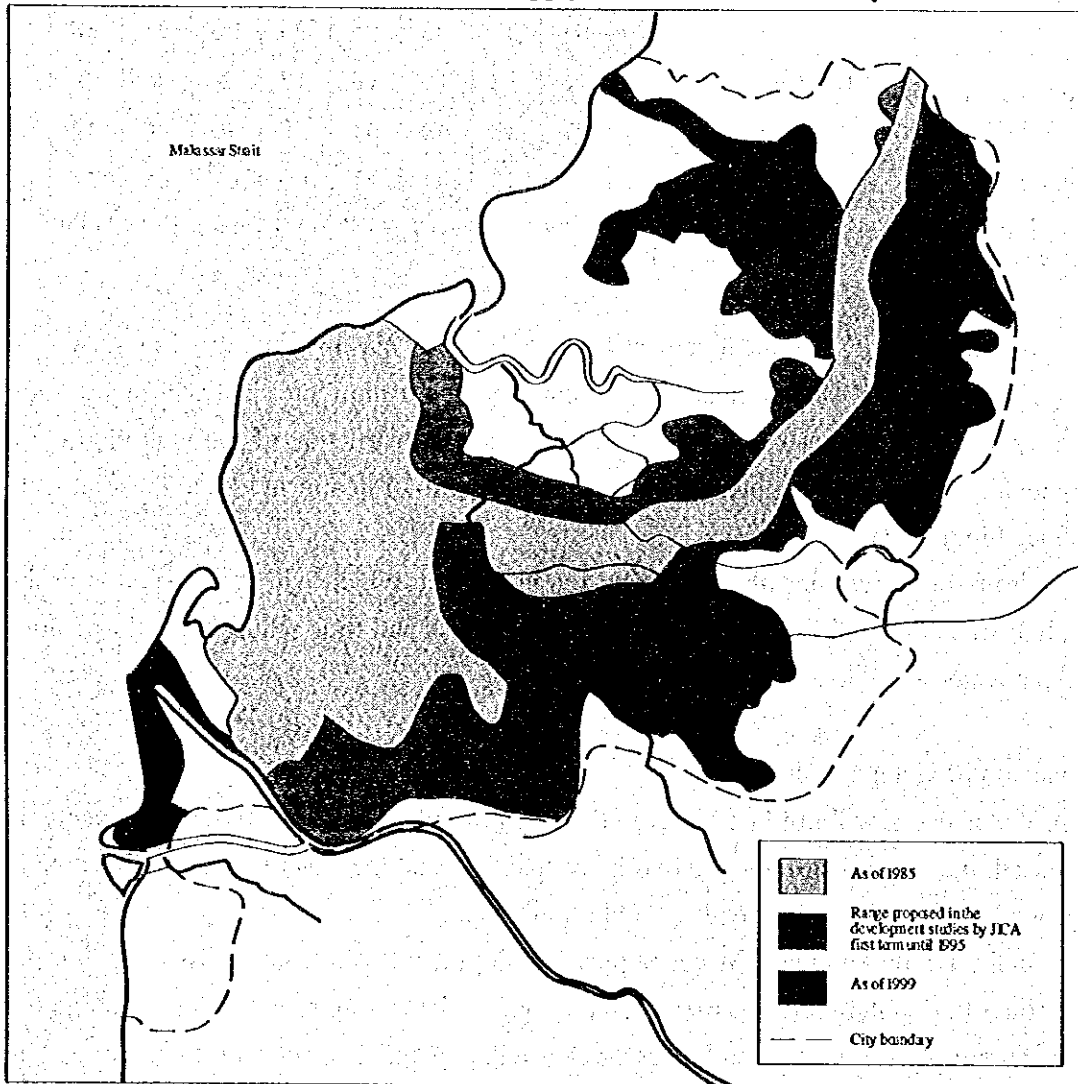 Makassar Strait
As of 1985
Range proposed in the
development studies by JICA
first term until 1995
As of 1999
City boundary